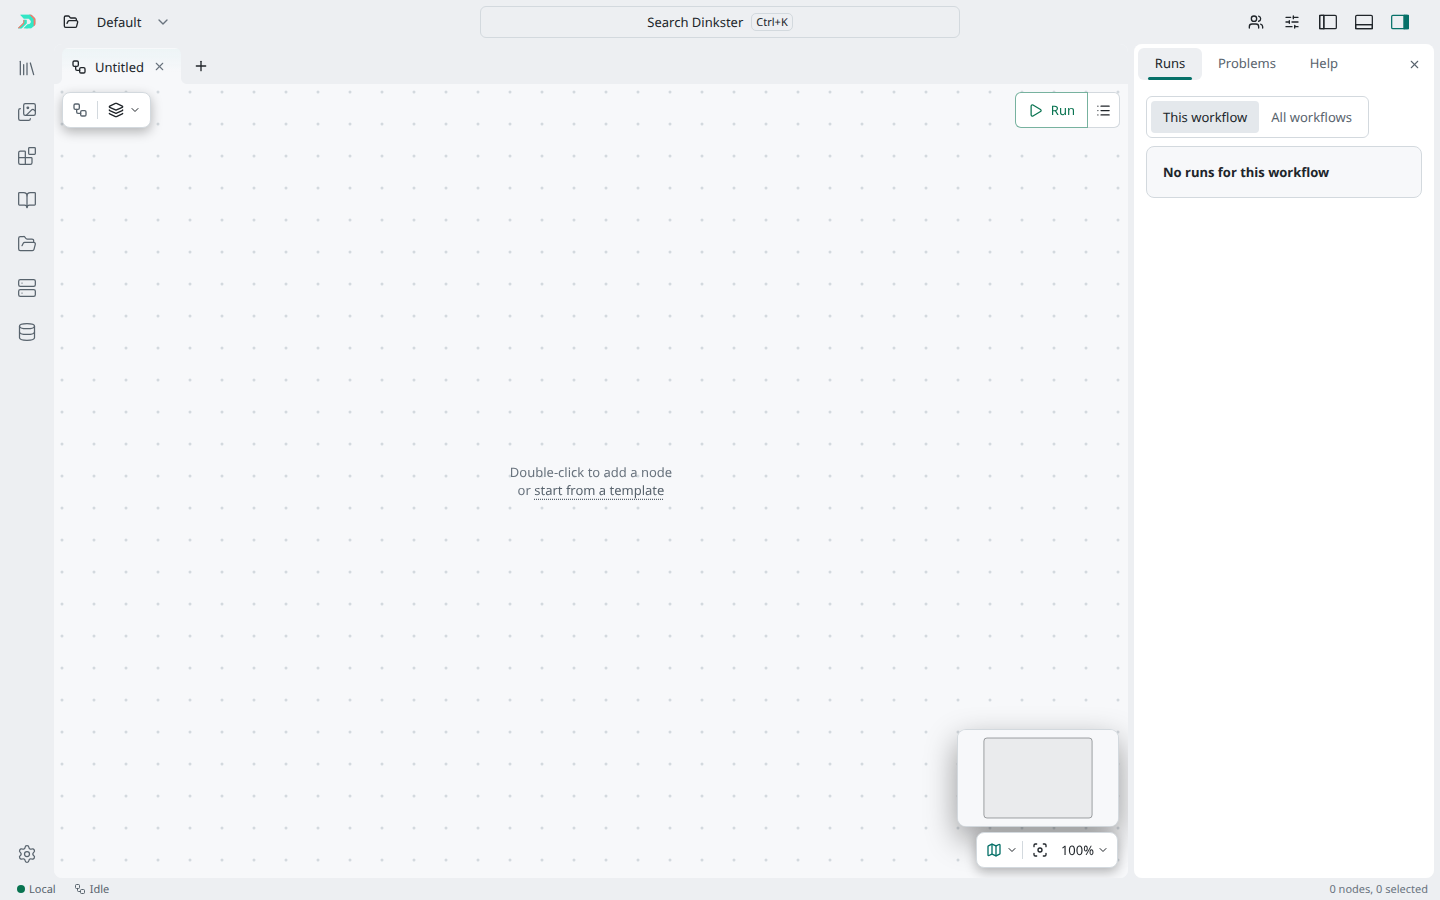 Default
Search Dinkster
Ctrl+K
Untitled
Run
Runs
Problems
Help
This workflow
All workflows
No runs for this workflow
Double-click to add a node
or start from a template
100%
Local
Idle
0 nodes, 0 selected